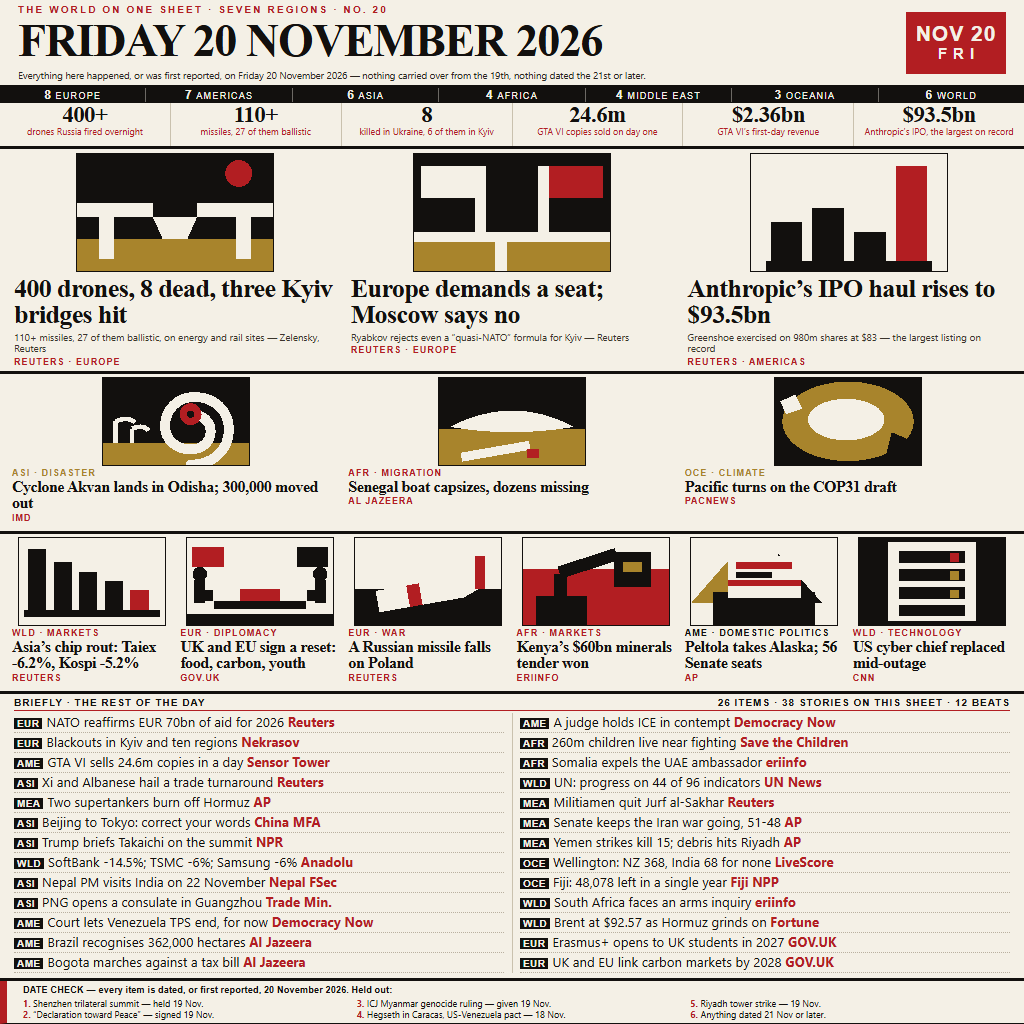 THE WORLD ON ONE SHEET · SEVEN REGIONS · NO. 20
FRIDAY 20 NOVEMBER 2026
NOV 20
FRI
Everything here happened, or was first reported, on Friday 20 November 2026 — nothing carried over from the 19th, nothing dated the 21st or later.
8 EUROPE
7 AMERICAS
6 ASIA
4 AFRICA
4 MIDDLE EAST
3 OCEANIA
6 WORLD
400+
drones Russia fired overnight
110+
missiles, 27 of them ballistic
8
killed in Ukraine, 6 of them in Kyiv
24.6m
GTA VI copies sold on day one
$2.36bn
GTA VI's first-day revenue
$93.5bn
Anthropic's IPO, the largest on record
400 drones, 8 dead, three Kyiv
bridges hit
110+ missiles, 27 of them ballistic, on energy and rail sites — Zelensky,
Reuters
REUTERS · EUROPE
Europe demands a seat;
Moscow says no
Ryabkov rejects even a “quasi-NATO” formula for Kyiv — Reuters
REUTERS · EUROPE
Anthropic’s IPO haul rises to
$93.5bn
Greenshoe exercised on 980m shares at $83 — the largest listing on
record
REUTERS · AMERICAS
ASI · DISASTER
Cyclone Akvan lands in Odisha; 300,000 moved
out
IMD
AFR · MIGRATION
Senegal boat capsizes, dozens missing
AL JAZEERA
OCE · CLIMATE
Pacific turns on the COP31 draft
PACNEWS
WLD · MARKETS
Asia’s chip rout: Taiex
-6.2%, Kospi -5.2%
REUTERS
EUR · DIPLOMACY
UK and EU sign a reset:
food, carbon, youth
GOV.UK
EUR · WAR
A Russian missile falls
on Poland
REUTERS
AFR · MARKETS
Kenya’s $60bn minerals
tender won
ERIINFO
AME · DOMESTIC POLITICS
Peltola takes Alaska; 56
Senate seats
AP
WLD · TECHNOLOGY
US cyber chief replaced
mid-outage
CNN
BRIEFLY · THE REST OF THE DAY
26 ITEMS · 38 STORIES ON THIS SHEET · 12 BEATS
EUR NATO reaffirms EUR 70bn of aid for 2026 Reuters
EUR Blackouts in Kyiv and ten regions Nekrasov
AME GTA VI sells 24.6m copies in a day Sensor Tower
ASI Xi and Albanese hail a trade turnaround Reuters
MEA Two supertankers burn off Hormuz AP
ASI Beijing to Tokyo: correct your words China MFA
ASI Trump briefs Takaichi on the summit NPR
WLD SoftBank -14.5%; TSMC -6%; Samsung -6% Anadolu
ASI Nepal PM visits India on 22 November Nepal FSec
ASI PNG opens a consulate in Guangzhou Trade Min.
AME Court lets Venezuela TPS end, for now Democracy Now
AME Brazil recognises 362,000 hectares Al Jazeera
AME Bogota marches against a tax bill Al Jazeera
AME A judge holds ICE in contempt Democracy Now
AFR 260m children live near fighting Save the Children
AFR Somalia expels the UAE ambassador eriinfo
WLD UN: progress on 44 of 96 indicators UN News
MEA Militiamen quit Jurf al-Sakhar Reuters
MEA Senate keeps the Iran war going, 51-48 AP
MEA Yemen strikes kill 15; debris hits Riyadh AP
OCE Wellington: NZ 368, India 68 for none LiveScore
OCE Fiji: 48,078 left in a single year Fiji NPP
WLD South Africa faces an arms inquiry eriinfo
WLD Brent at $92.57 as Hormuz grinds on Fortune
EUR Erasmus+ opens to UK students in 2027 GOV.UK
EUR UK and EU link carbon markets by 2028 GOV.UK
DATE CHECK — every item is dated, or first reported, 20 November 2026. Held out:
1. Shenzhen trilateral summit — held 19 Nov.
2. “Declaration toward Peace” — signed 19 Nov.
3. ICJ Myanmar genocide ruling — given 19 Nov.
4. Hegseth in Caracas, US-Venezuela pact — 18 Nov.
5. Riyadh tower strike — 19 Nov.
6. Anything dated 21 Nov or later.